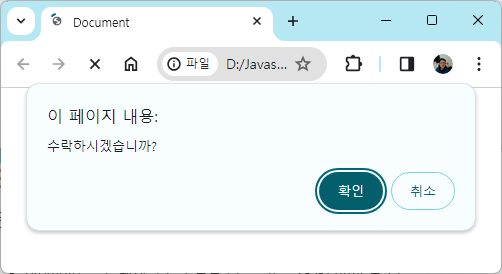 Document
파일
D:/Javas...
이 페이지 내용:
수락하시겠습니까?
확인
취소